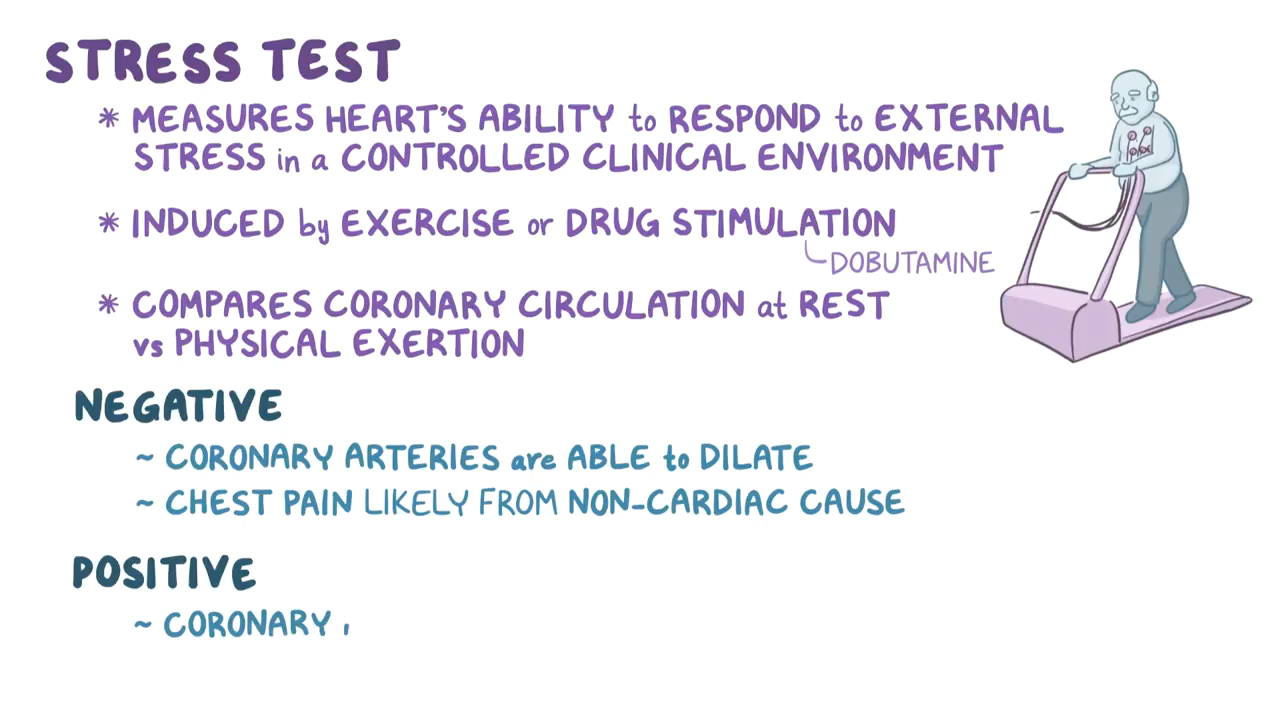 STRESS TEST
* MEASURES HEART'S ABILITY to RESPOND to EXTERNAL
STRESS in a CONTROLLED CLINICAL ENVIRONMENT
* INDUCED by EXERCISE or DRUG STIMULATION
DOBUTAMINE
* COMPARES CORONARY CIRCULATION at REST
vs PHYSICAL EXERTION
NEGATIVE
~ CORONARY ARTERIES are ABLE to DILATE
~ CHEST PAIN LIKELY FROM NON-CARDIAC CAUSE
POSITIVE
~ CORONARY